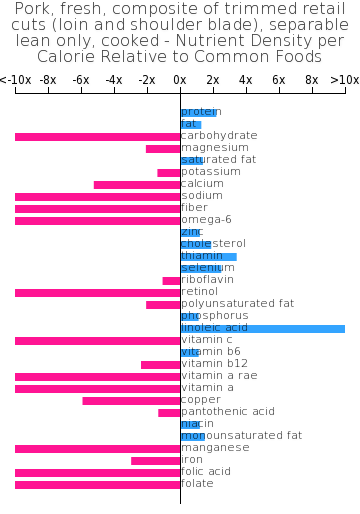 Pork, fresh, composite of trimmed retail
cuts (loin and shoulder blade), separable
lean only, cooked - Nutrient Density per
Calorie Relative to Common Foods
<-10x -8x -6x -4x -2x 0x 2x 4x 6x 8x >10x
protein
fat
carbohydrate
magnesium
saturated fat
potassium
calcium
sodium
fiber
omega-6
zinc
cholesterol
thiamin
selenium
riboflavin
retinol
polyunsaturated fat
phosphorus
linoleic acid
vitamin c
vitamin b6
vitamin b12
vitamin a rae
vitamin a
copper
pantothenic acid
niacin
monounsaturated fat
manganese
iron
folic acid
folate